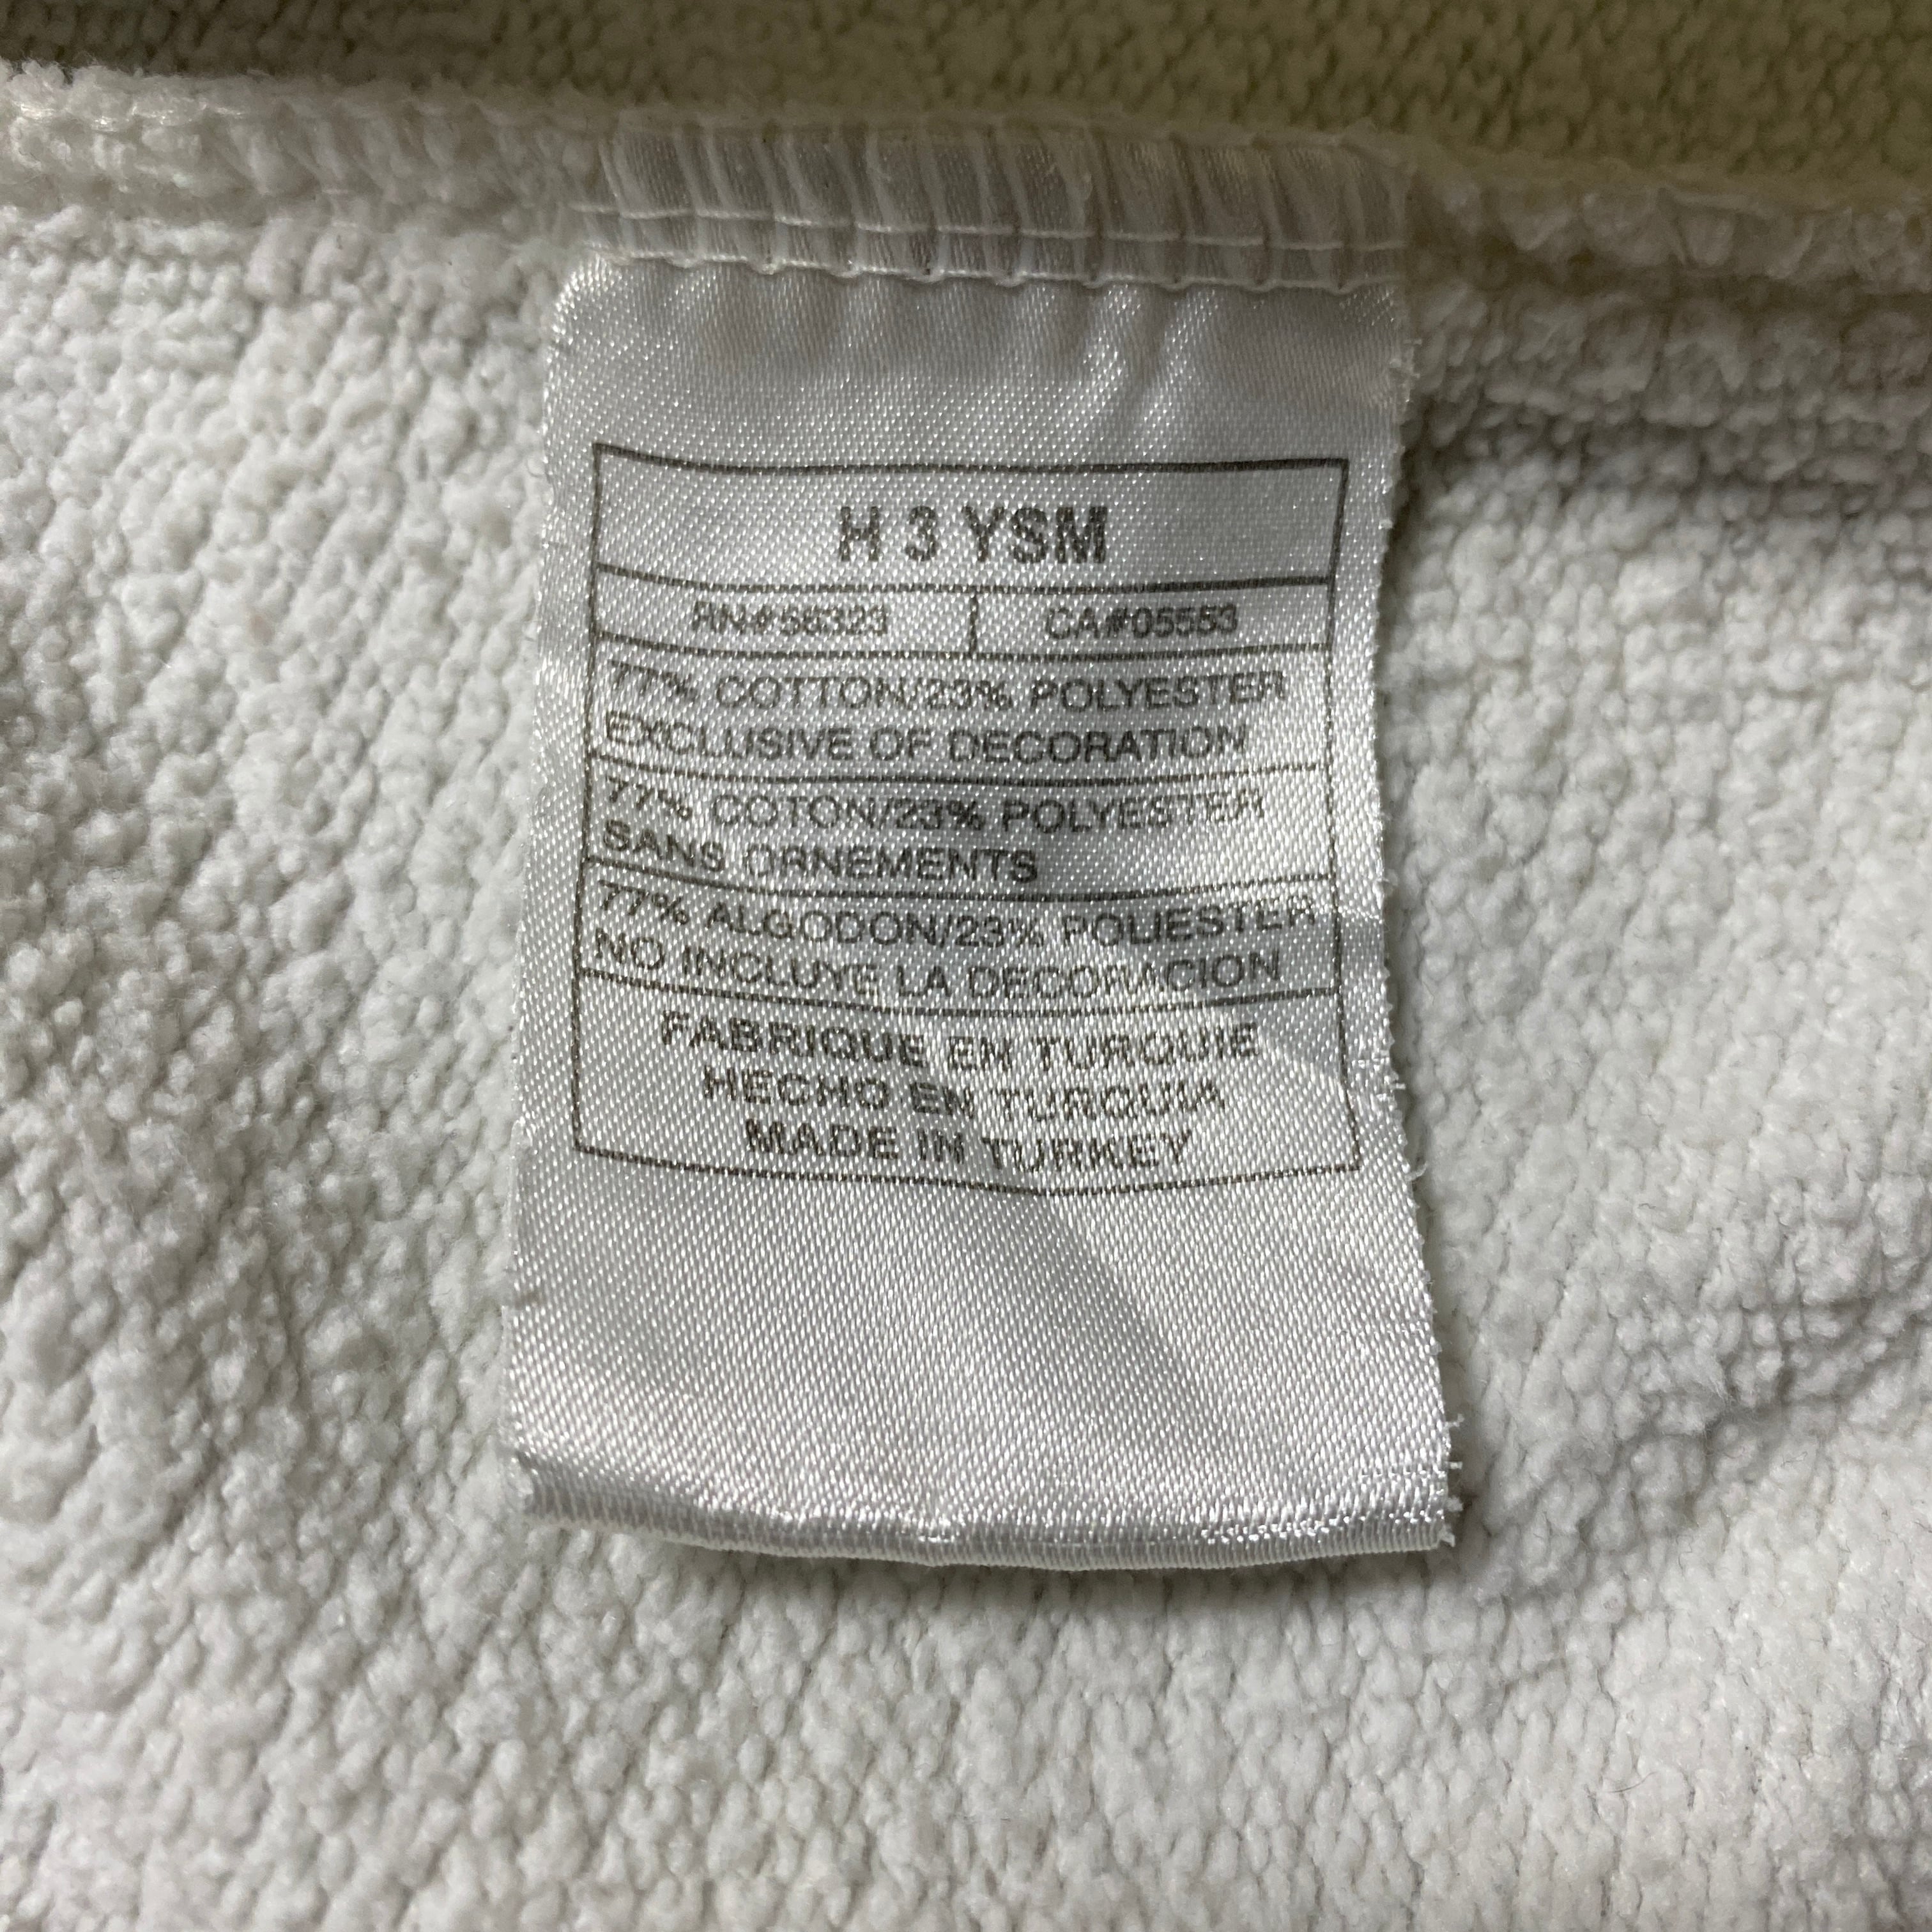 H 3 YSM
RN#56323 CA#05553
77% COTTON/23% POLYESTER
EXCLUSIVE OF DECORATION
77% COTON/23% POLYESTER
SANS ORNEMENTS
77% ALGODON/23% POLIESTER
NO INCLUYE LA DECORACION
FABRIQUE EN TURQUIE
HECHO EN TURQUIA
MADE IN TURKEY